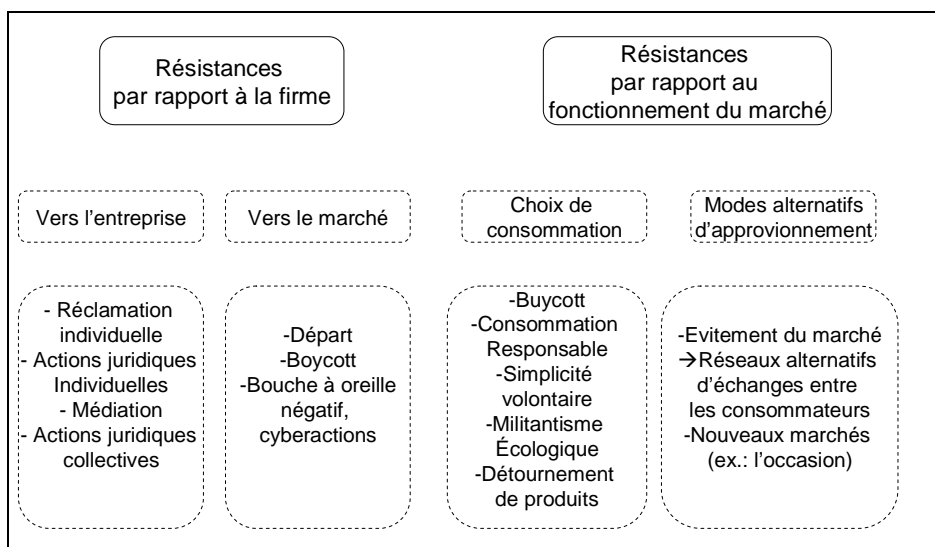 Résistances
par rapport à la firme
Résistances
par rapport au
fonctionnement du marché
Vers l'entreprise
Vers le marché
Choix de
consommation
Modes alternatifs
d'approvionnement
- Réclamation
individuelle
- Actions juridiques
Individuelles
- Médiation
- Actions juridiques
collectives
-Départ
-Boycott
-Bouche à oreille
négatif,
cyberactions
-Buycott
-Consommation
Responsable
-Simplicité
volontaire
-Militantisme
Écologique
-Détournement
de produits
-Evitement du marché
→Réseaux alternatifs
d'échanges entre
les consommateurs
-Nouveaux marchés
(ex.: l'occasion)